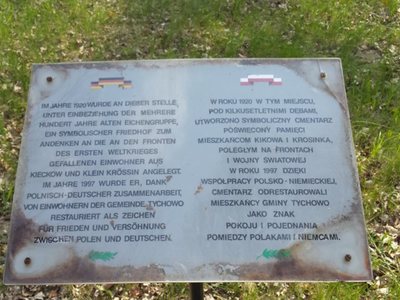 IM JAHRE 1920 WURDE AN DIESER STELLE,
UNTER EINBEZIEHUNG DER MEHRERE
HUNDERT JAHRE ALTEN EICHENGRUPPE,
EIN SYMBOLISCHER FRIEDHOF ZUM
ANDENKEN AN DIE AN DEN FRONTEN
DES ERSTEN WELTKRIEGES
GEFALLENEN EINWOHNER AUS
KIECKOW UND KLEIN KRÖSSIN ANGELEGT.
IM JAHRE 1997 WURDE ER, DANK
POLNISCH-DEUTSCHER ZUSAMMENARBEIT,
VON EINWOHNERN DER GEMEINDE TYCHOWO
RESTAURIERT ALS ZEICHEN
FÜR FRIEDEN UND VERSÖHNUNG
ZWISCHEN POLEN UND DEUTSCHEN.
W ROKU 1920 W TYM MIEJSCU,
POD KILKUSETLETNIMI DĘBAMI,
UTWORZONO SYMBOLICZNY CMENTARZ
POŚWIĘCONY PAMIĘCI
MIESZKAŃCOM KIKOWA I KROSINKA,
POLEGŁYM NA FRONTACH
I WOJNY ŚWIATOWEJ
W ROKU 1997 DZIĘKI
WSPÓŁPRACY POLSKO-NIEMIECKIEJ,
CMENTARZ ODRESTAUROWALI
MIESZKAŃCY GMINY TYCHOWO
JAKO ZNAK
POKOJU I POJEDNANIA
POMIĘDZY POLAKAMI I NIEMCAMI.